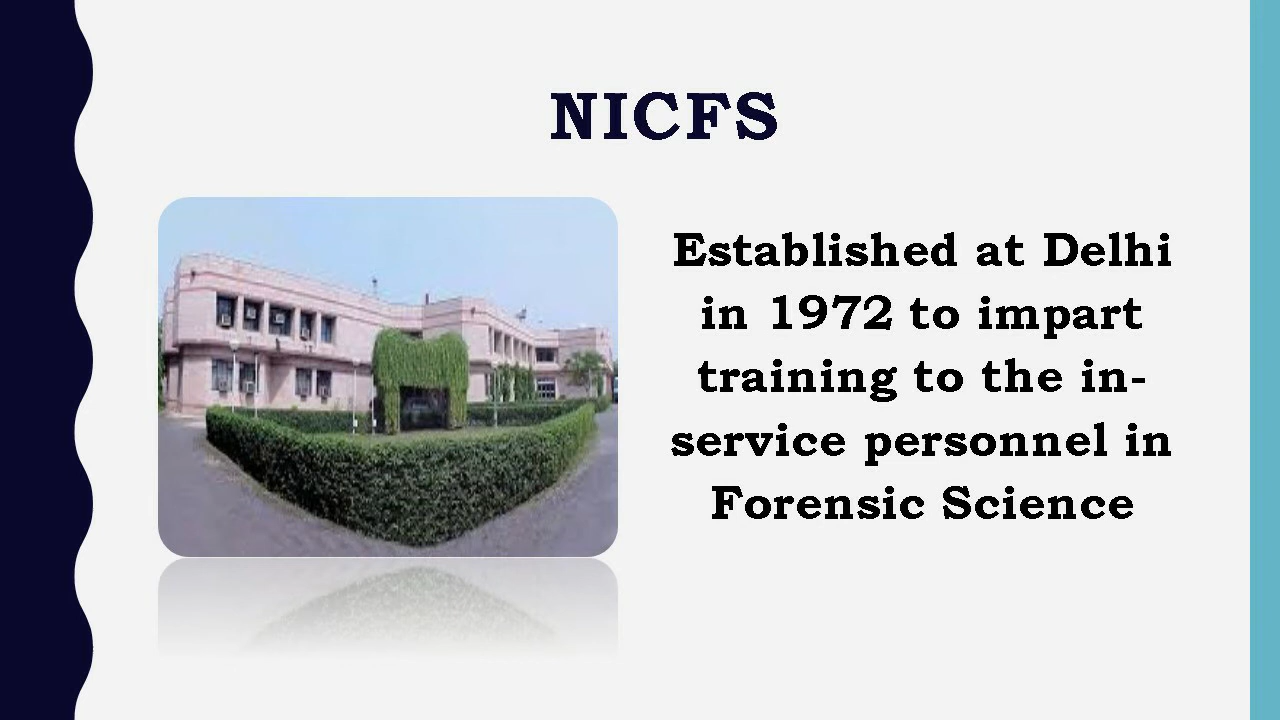 NICFS
Established at Delhi
in 1972 to impart
training to the in-
service personnel in
Forensic Science